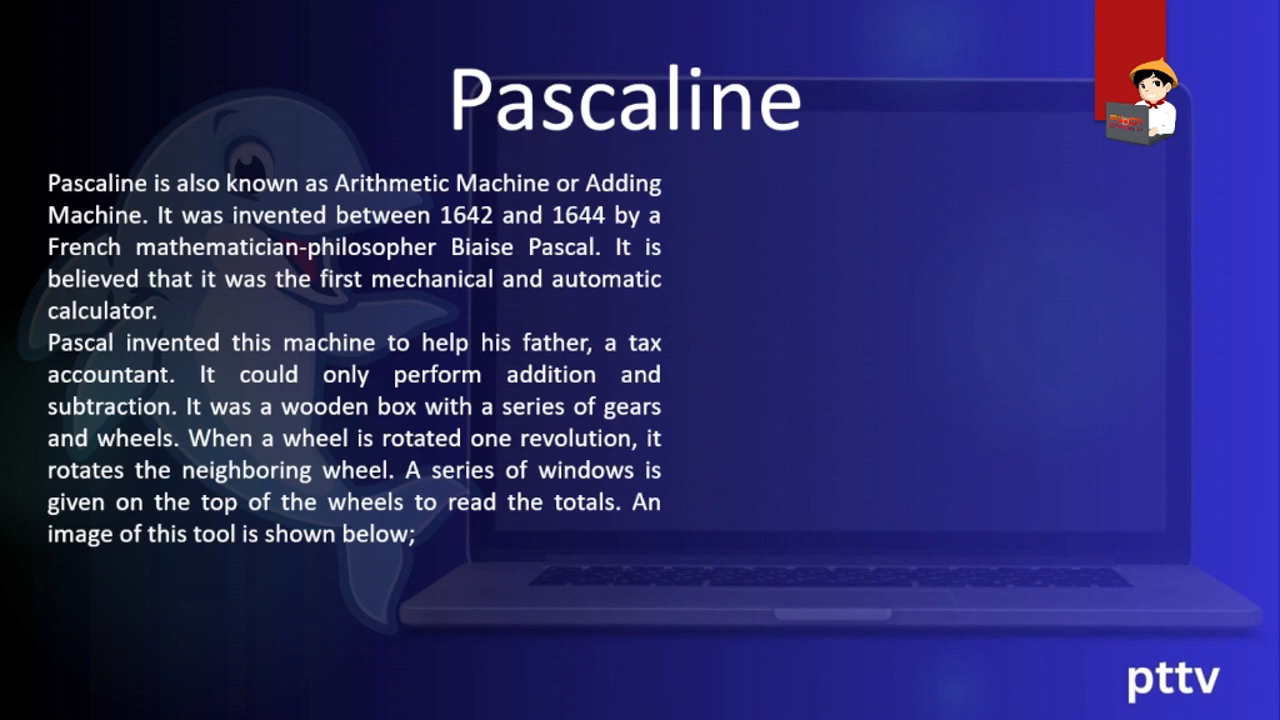 Pascaline
Pascaline is also known as Arithmetic Machine or Adding
Machine. It was invented between 1642 and 1644 by a
French mathematician-philosopher Biaise Pascal. It is
believed that it was the first mechanical and automatic
calculator.
Pascal invented this machine to help his father, a tax
accountant. It could only perform addition and
subtraction. It was a wooden box with a series of gears
and wheels. When a wheel is rotated one revolution, it
rotates the neighboring wheel. A series of windows is
given on the top of the wheels to read the totals. An
image of this tool is shown below;
pttv